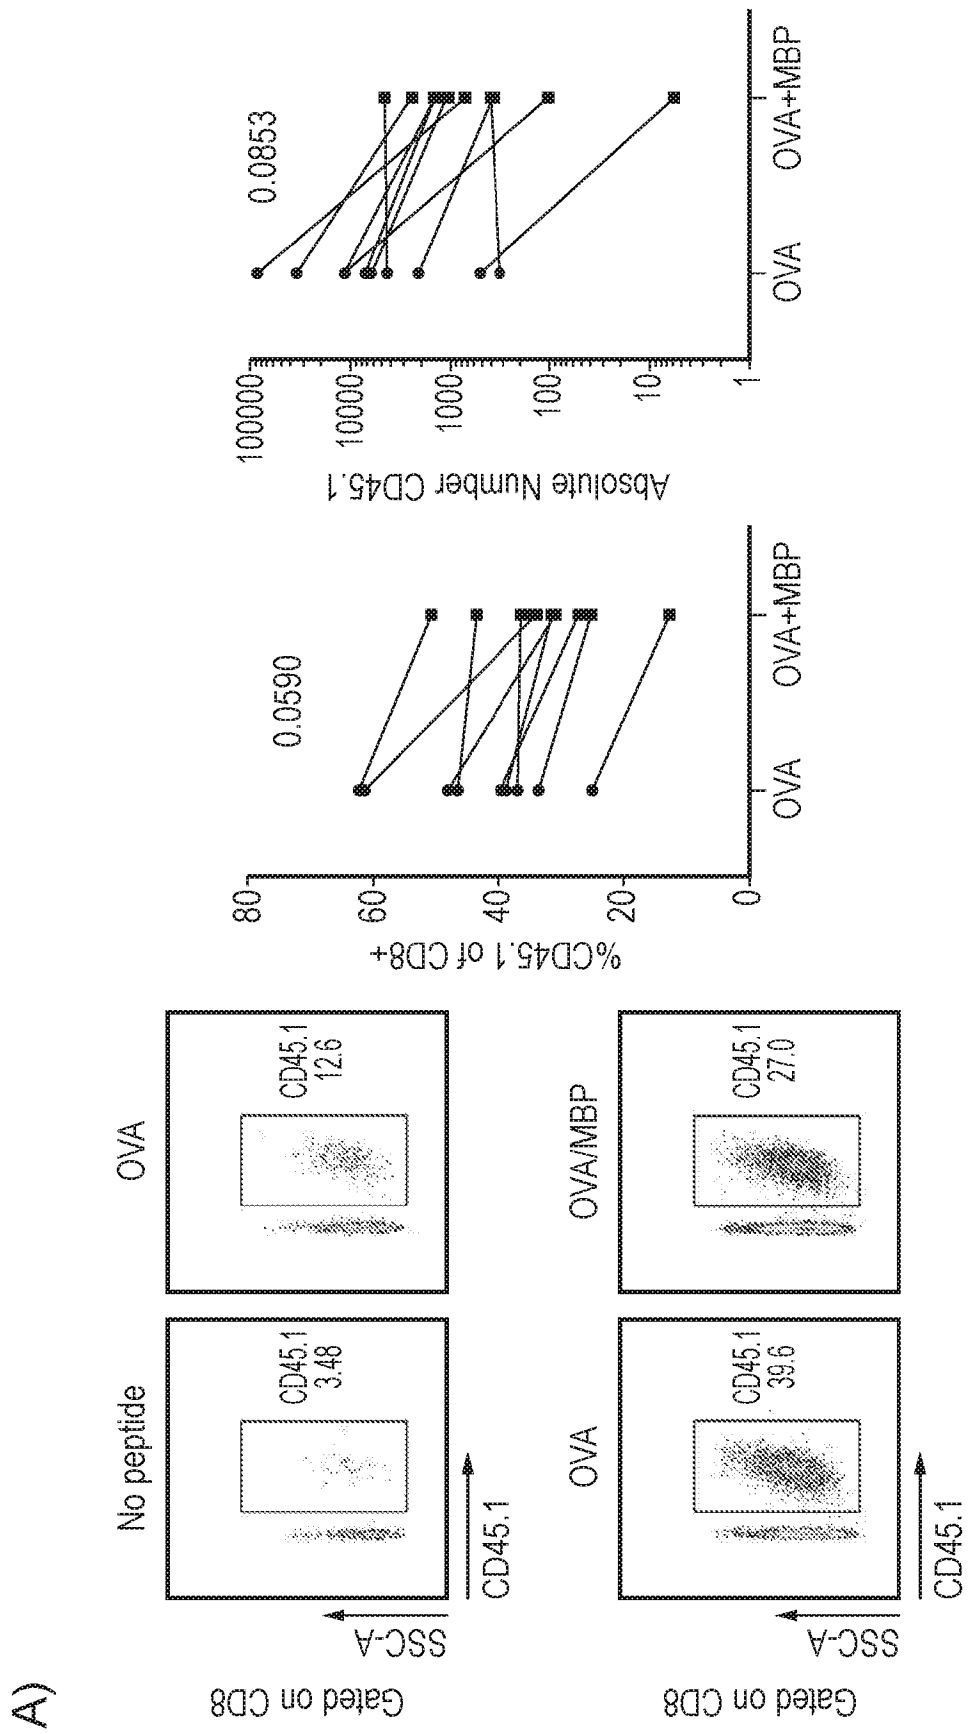 A)
Gated on CD8
SSC-A
No peptide
CD45.1
3.48
CD45.1
OVA
CD45.1
12.6
Gated on CD8
SSC-A
OVA
CD45.1
39.6
CD45.1
OVA/MBP
CD45.1
27.0
%CD45.1 of CD8+
80
60
40
20
0
0.0590
OVA
OVA+MBP
Absolute Number CD45.1
100000
10000
1000
100
10
1
0.0853
OVA
OVA+MBP